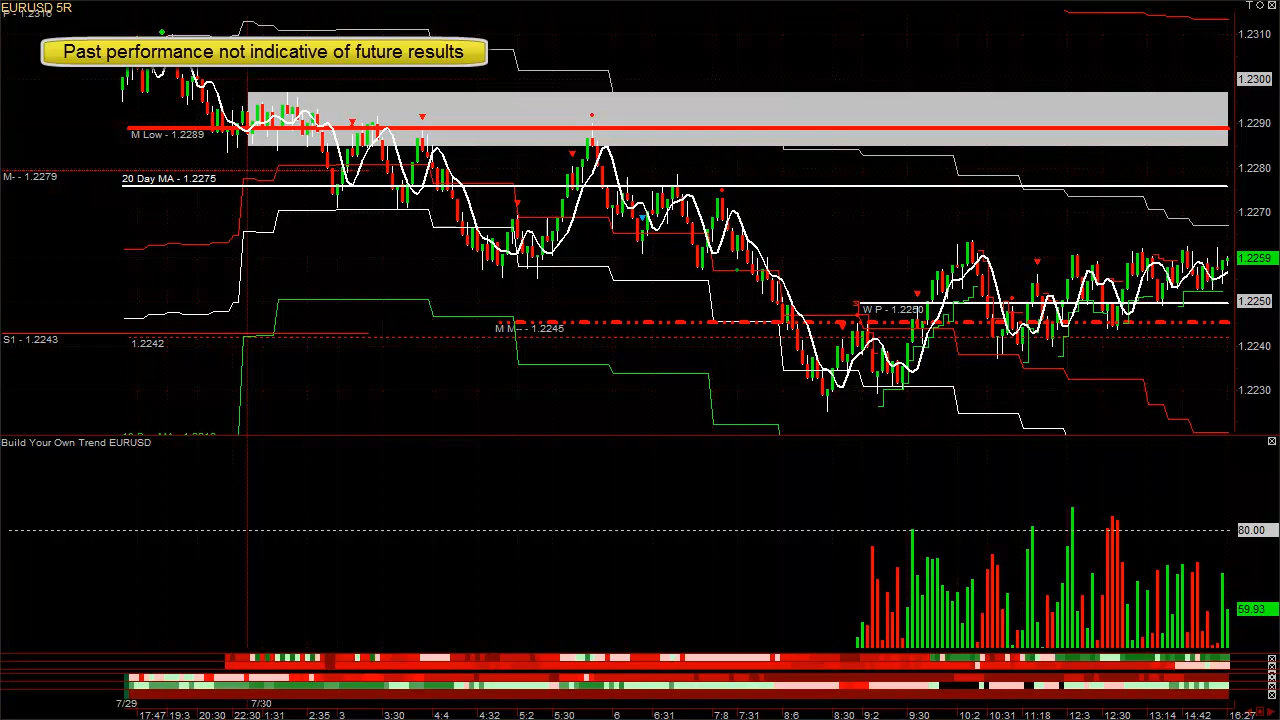 EURUSD 5R
P - 1.2316
Past performance not indicative of future results
1.2310
1.2300
1.2290
M Low - 1.2289
1.2280
M- - 1.2279
20 Day MA - 1.2275
1.2270
1.2259
1.2250
W P - 1.2250
M M-- - 1.2245
S1 - 1.2243
1.2242
1.2240
1.2230
Build Your Own Trend EURUSD
80.00
59.93
7/29 7/30
17:47 19:3 20:30 22:30 1:31 2:35 3 3:30 4:4 4:32 5:2 5:30 6 6:31 7:8 7:31 8:6 8:30 9:2 9:30 10:2 10:31 11:18 12:3 12:30 13:14 14:42 16:27